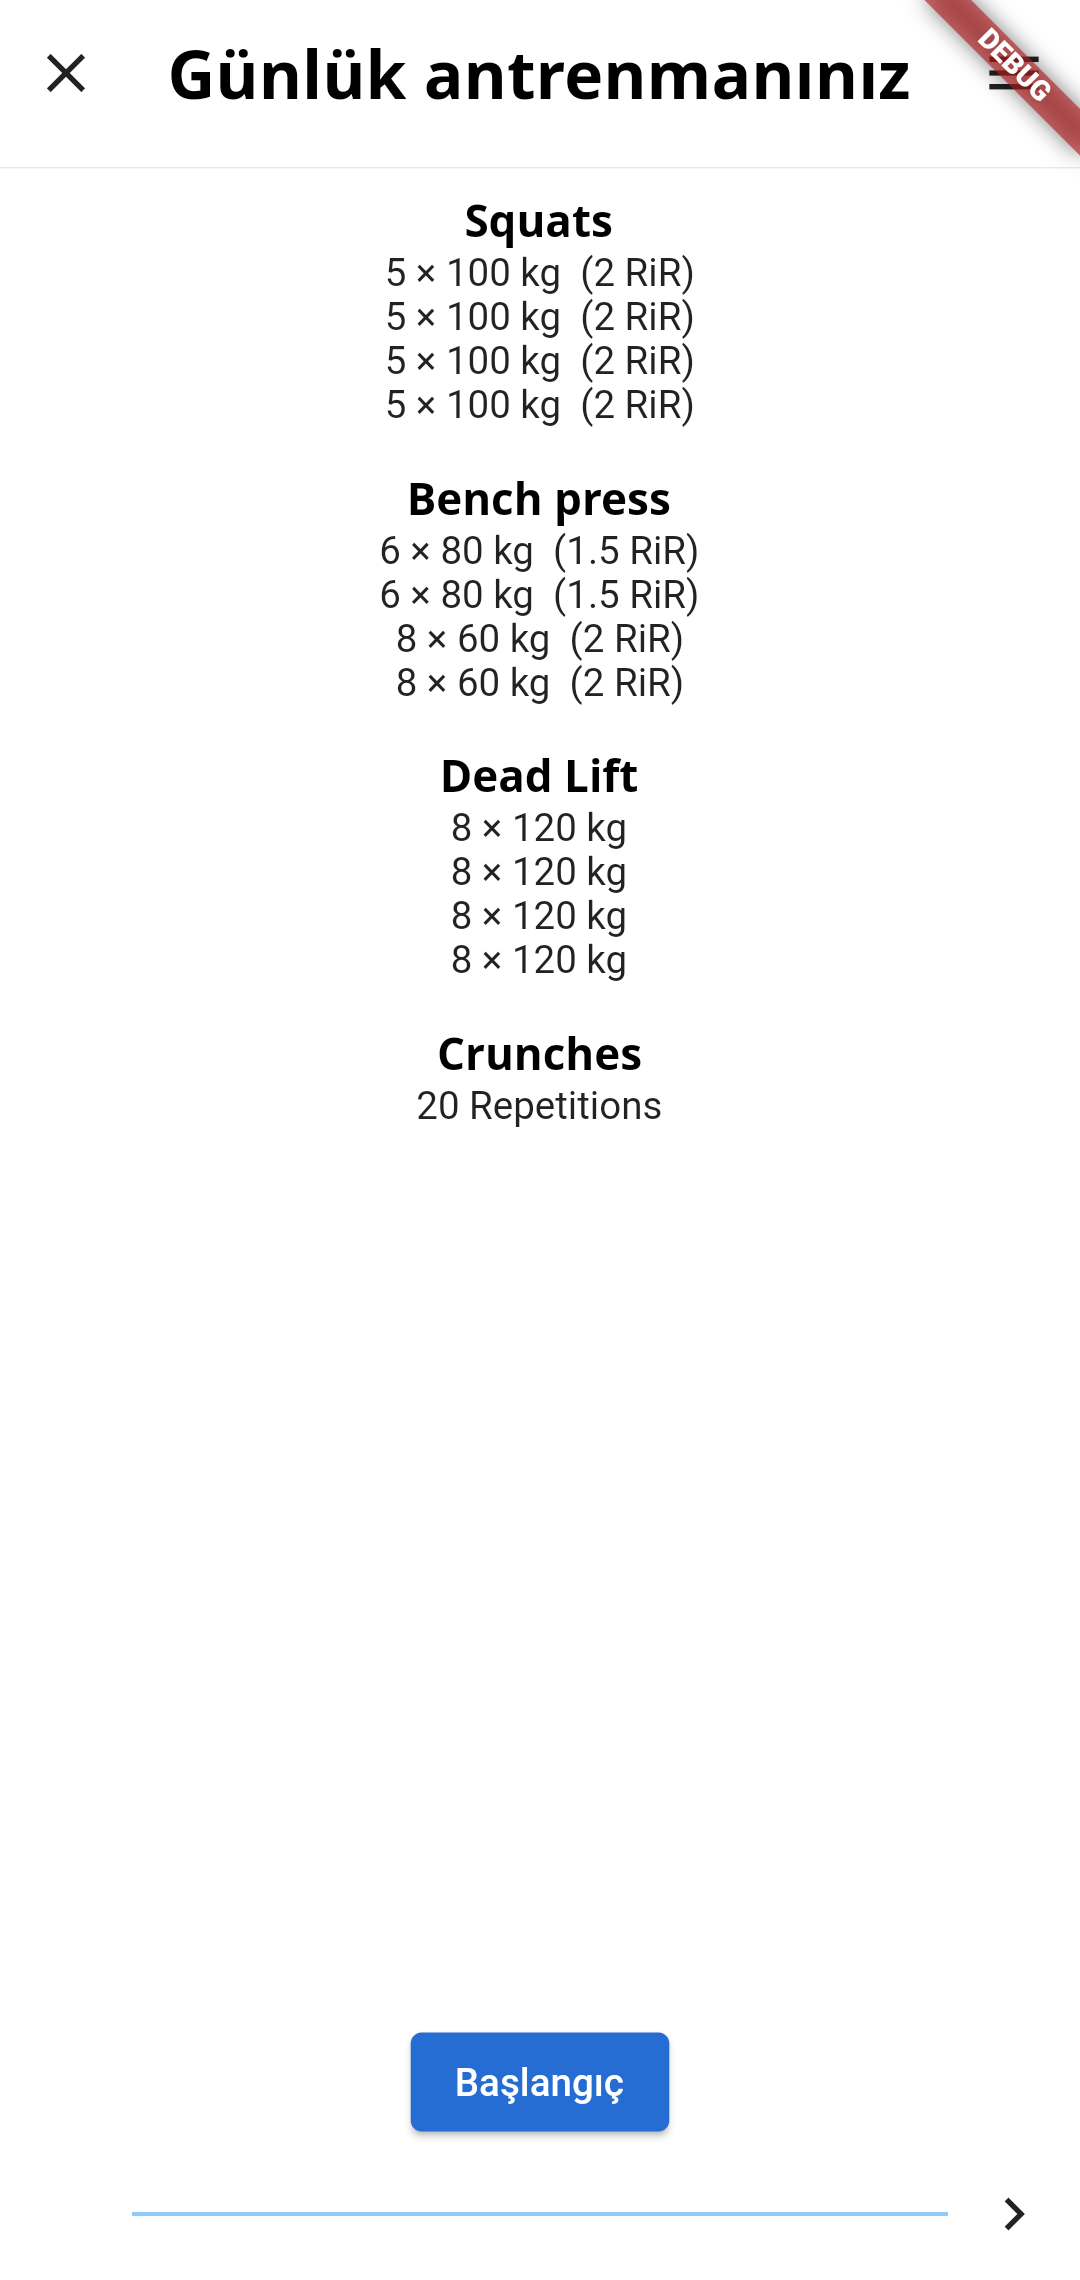 Günlük antrenmanınız
DEBUG
Squats
5 × 100 kg (2 RiR)
5 × 100 kg (2 RiR)
5 × 100 kg (2 RiR)
5 × 100 kg (2 RiR)
Bench press
6 × 80 kg (1.5 RiR)
6 × 80 kg (1.5 RiR)
8 × 60 kg (2 RiR)
8 × 60 kg (2 RiR)
Dead Lift
8 × 120 kg
8 × 120 kg
8 × 120 kg
8 × 120 kg
Crunches
20 Repetitions
Başlangıç